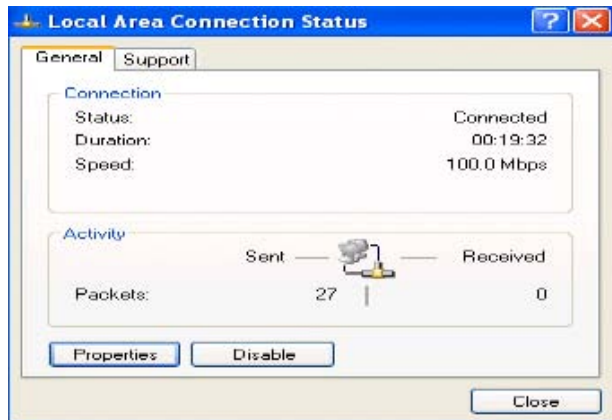 Local Area Connection Status
General Support
Connection
Status: Connected
Duration: 00:19:32
Speed: 100.0 Mbps
Activity
Sent Received
Packets: 27 0
Properties Disable
Close